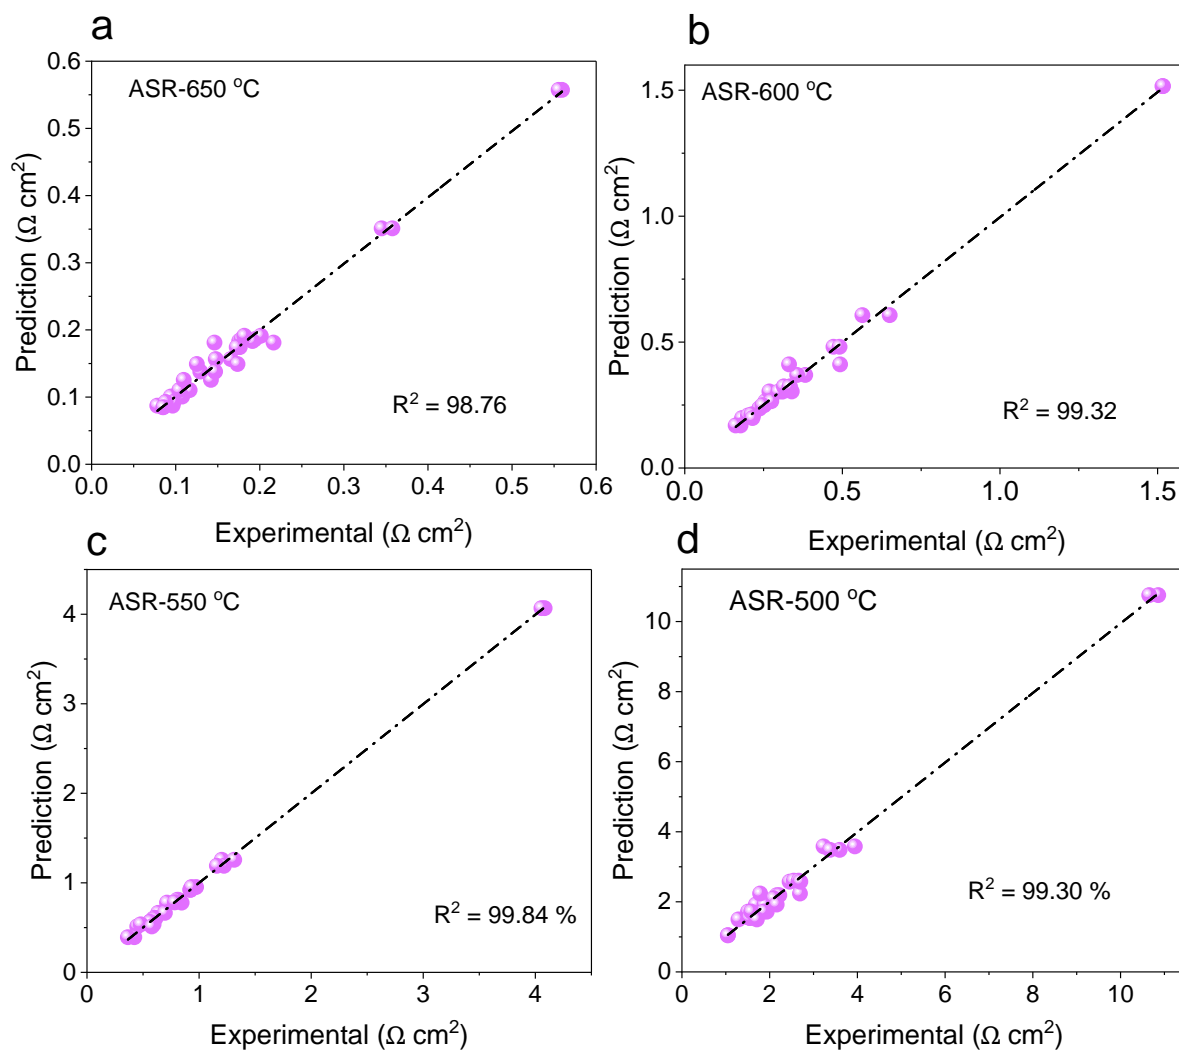 a
ASR-650 °C
Prediction (Ω cm²)
0.6
0.5
0.4
0.3
0.2
0.1
0.0
R² = 98.76
0.0 0.1 0.2 0.3 0.4 0.5 0.6
Experimental (Ω cm²)
b
ASR-600 °C
Prediction (Ω cm²)
1.5
1.0
0.5
0.0
R² = 99.32
0.0 0.5 1.0 1.5
Experimental (Ω cm²)
c
ASR-550 °C
Prediction (Ω cm²)
4
3
2
1
0
R² = 99.84 %
0 1 2 3 4
Experimental (Ω cm²)
d
ASR-500 °C
Prediction (Ω cm²)
10
8
6
4
2
0
R² = 99.30 %
0 2 4 6 8 10
Experimental (Ω cm²)